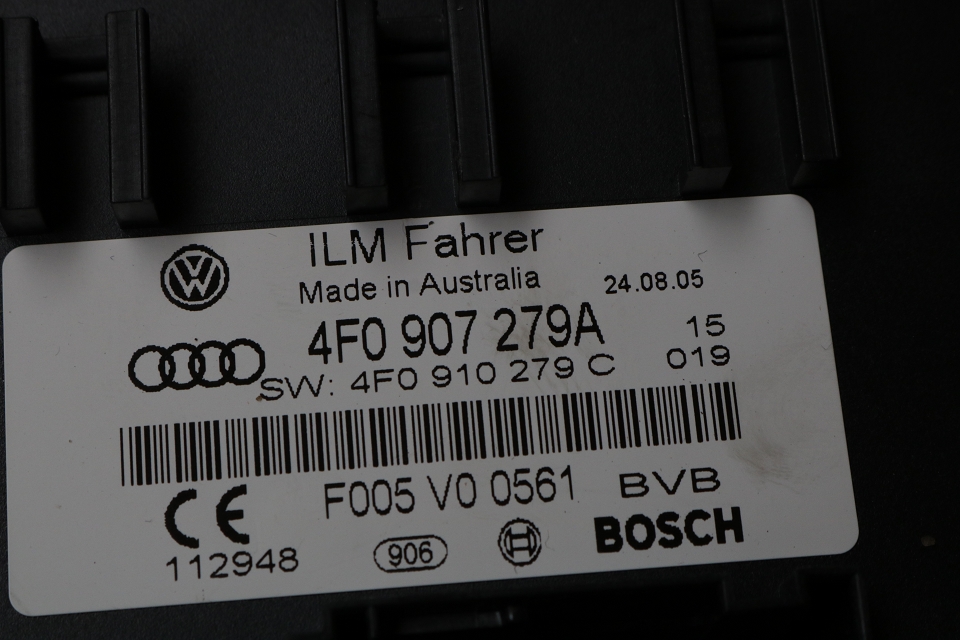 ILM Fahrer
Made in Australia 24.08.05
4F0 907 279A 15
SW: 4F0 910 279 C 019
F005 V0 0561 BVB
CE BOSCH
112948 906